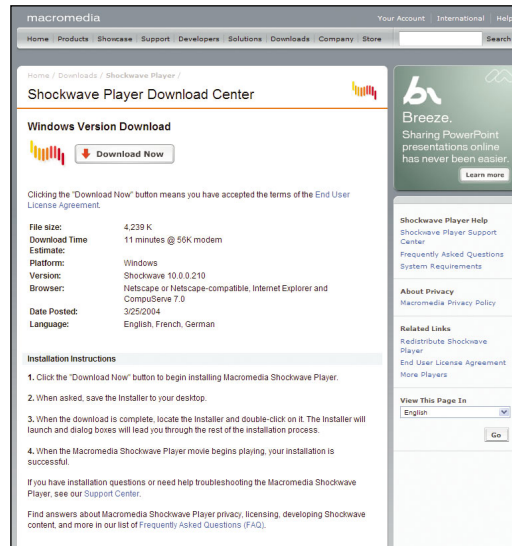 macromedia
Your Account | International | Help
Home Products Showcase Support Developers Solutions Downloads Company Store
Search
Home / Downloads / Shockwave Player /
Shockwave Player Download Center
Windows Version Download
Download Now
Clicking the "Download Now" button means you have accepted the terms of the End User
License Agreement.
File size: 4,239 K
Download Time 11 minutes @ 56K modem
Estimate:
Platform: Windows
Version: Shockwave 10.0.0.210
Browser: Netscape or Netscape-compatible, Internet Explorer and
CompuServe 7.0
Date Posted: 3/25/2004
Language: English, French, German
Installation Instructions
1. Click the "Download Now" button to begin installing Macromedia Shockwave Player.
2. When asked, save the Installer to your desktop.
3. When the download is complete, locate the Installer and double-click on it. The Installer will
launch and dialog boxes will lead you through the rest of the installation process.
4. When the Macromedia Shockwave Player movie begins playing, your installation is
successful.
If you have installation questions or need help troubleshooting the Macromedia Shockwave
Player, see our Support Center.
Find answers about Macromedia Shockwave Player privacy, licensing, developing Shockwave
content, and more in our list of Frequently Asked Questions (FAQ).
Breeze.
Sharing PowerPoint
presentations online
has never been easier.
Learn more
Shockwave Player Help
Shockwave Player Support
Center
Frequently Asked Questions
System Requirements
About Privacy
Macromedia Privacy Policy
Related Links
Redistribute Shockwave
Player
End User License Agreement
More Players
View This Page In
English
Go